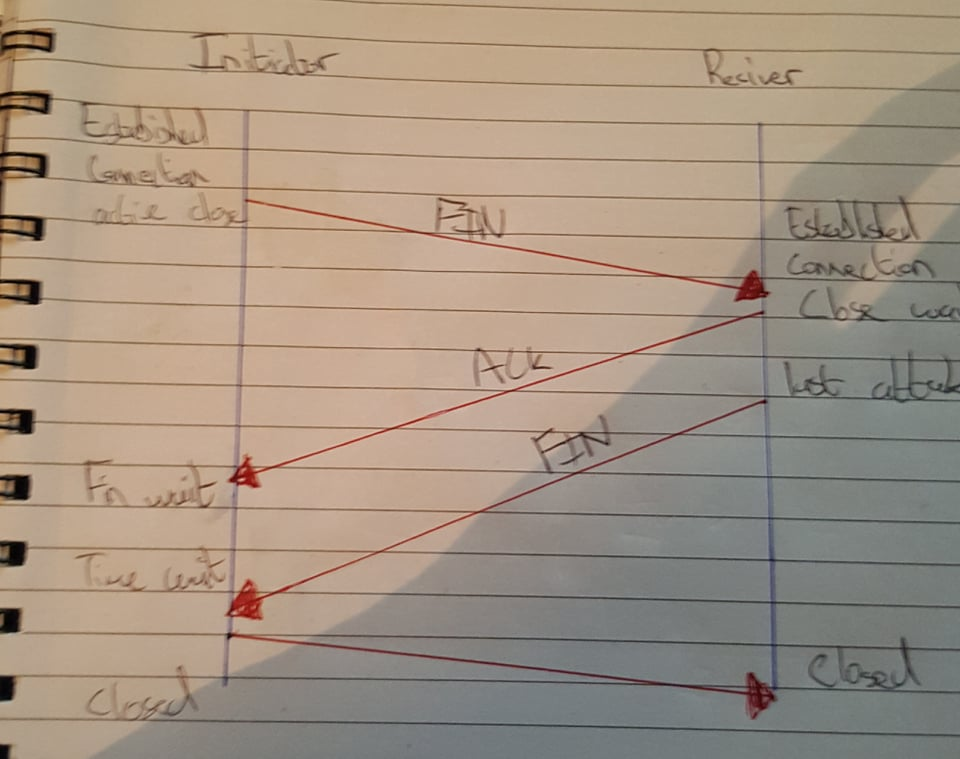 Initiator
Reciver
Established
Connection
active close
FIN
Established
Connection
Close
ACK
last
FIN
Fin wait
Time wait
Closed
Closed